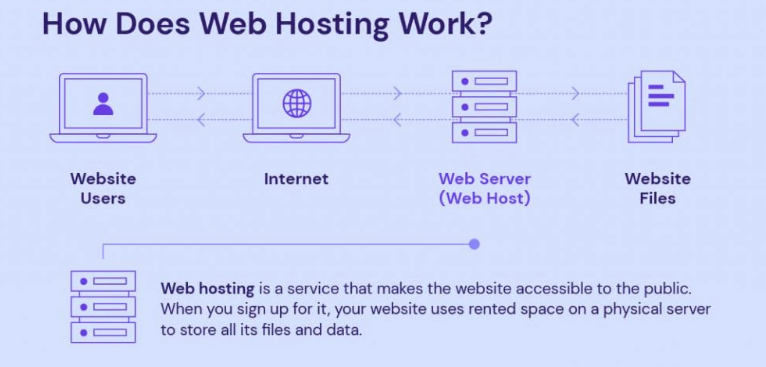 How Does Web Hosting Work?
Website
Users
Internet
Web Server
(Web Host)
Website
Files
Web hosting is a service that makes the website accessible to the public.
When you sign up for it, your website uses rented space on a physical server
to store all its files and data.